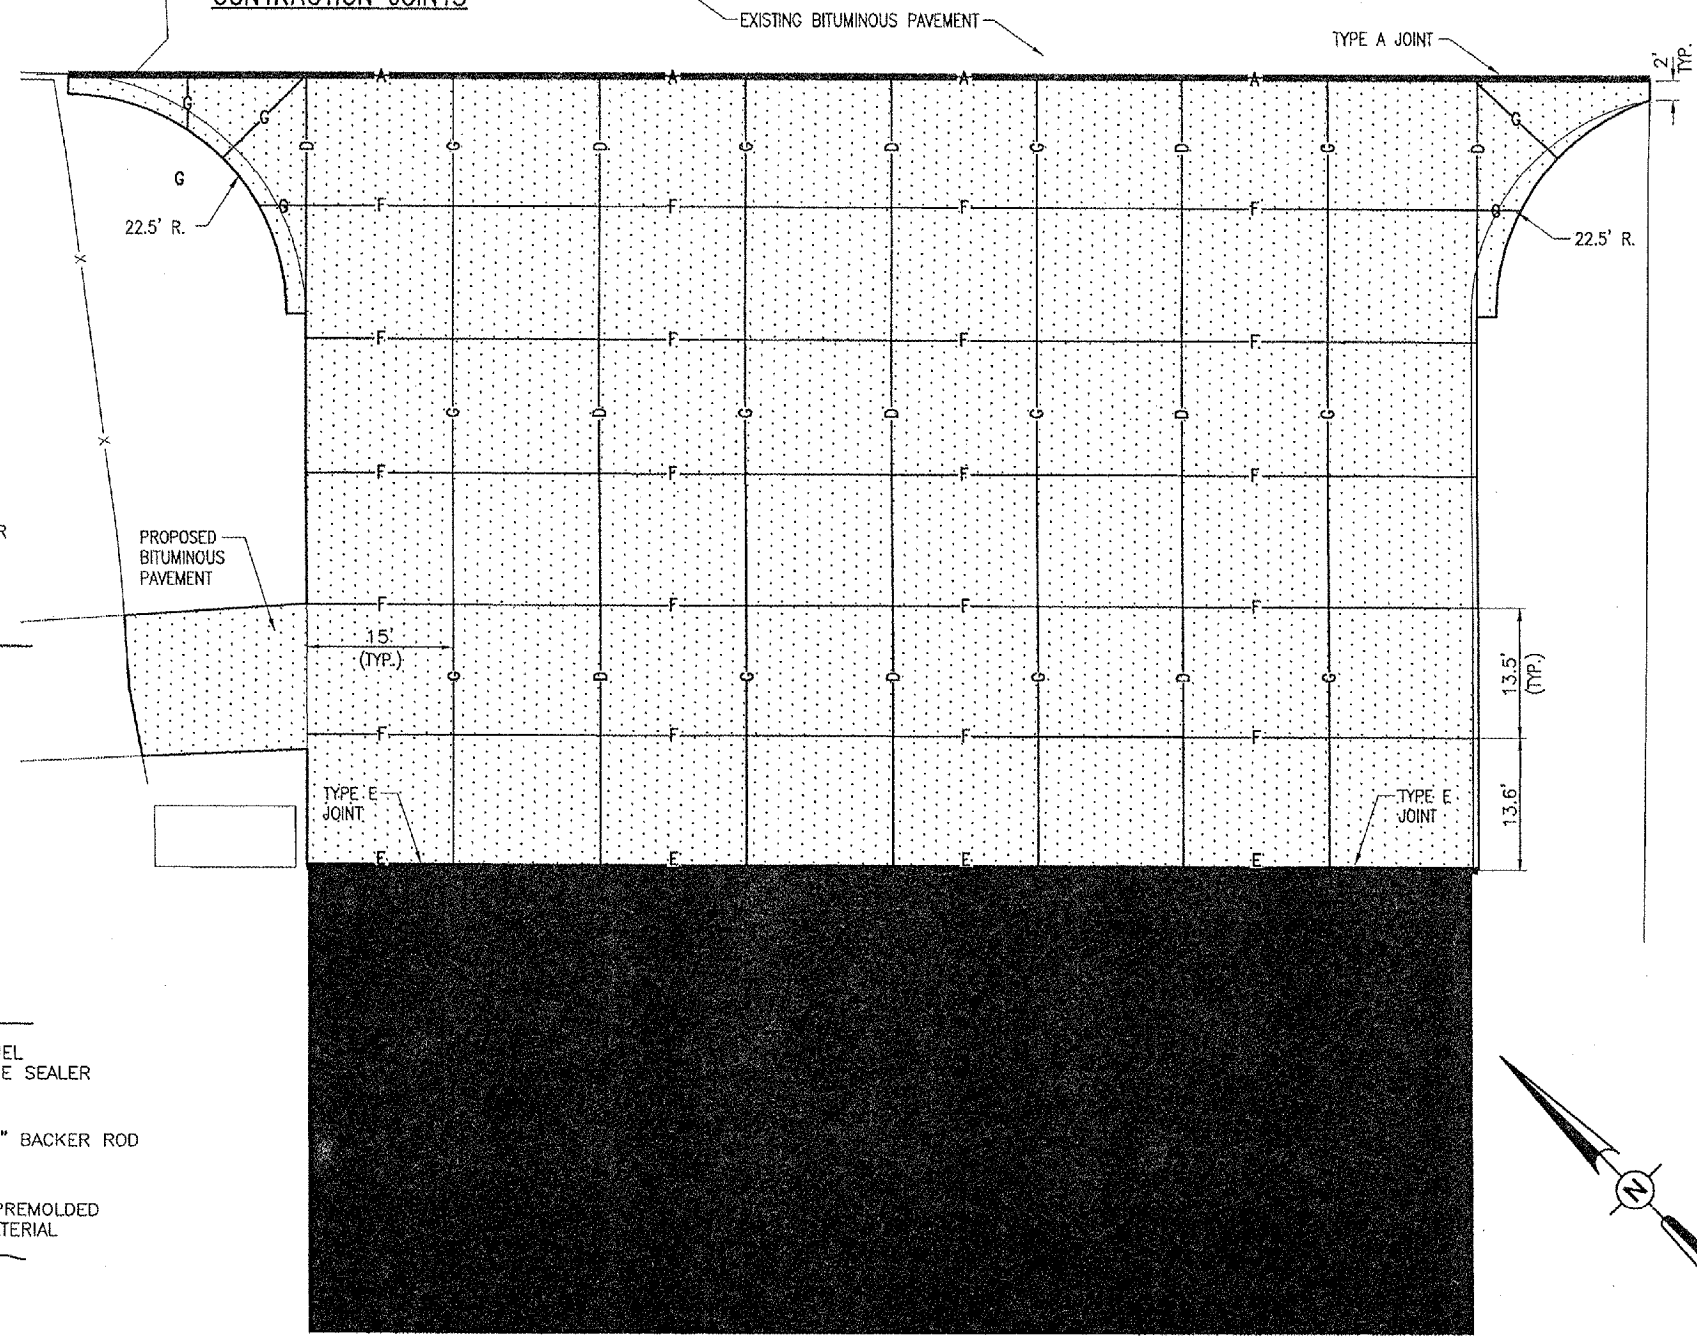 CONTRACTION JOINTS
EXISTING BITUMINOUS PAVEMENT
TYPE A JOINT
2'
TYP.
A A A A
G G G
D G D G D G D G D
G
G F F F F G
22.5' R.
22.5' R.
X
F F F F
G D G D G D G
X
F F F F
R
PROPOSED
BITUMINOUS
PAVEMENT
F F F F
15'
(TYP.)
13.5'
(TYP.)
G D G D G D G
F F F F
TYPE E
JOINT
TYPE E
JOINT
13.6'
E E E E
EL
E SEALER
" BACKER ROD
PREMOLDED
TERIAL
N